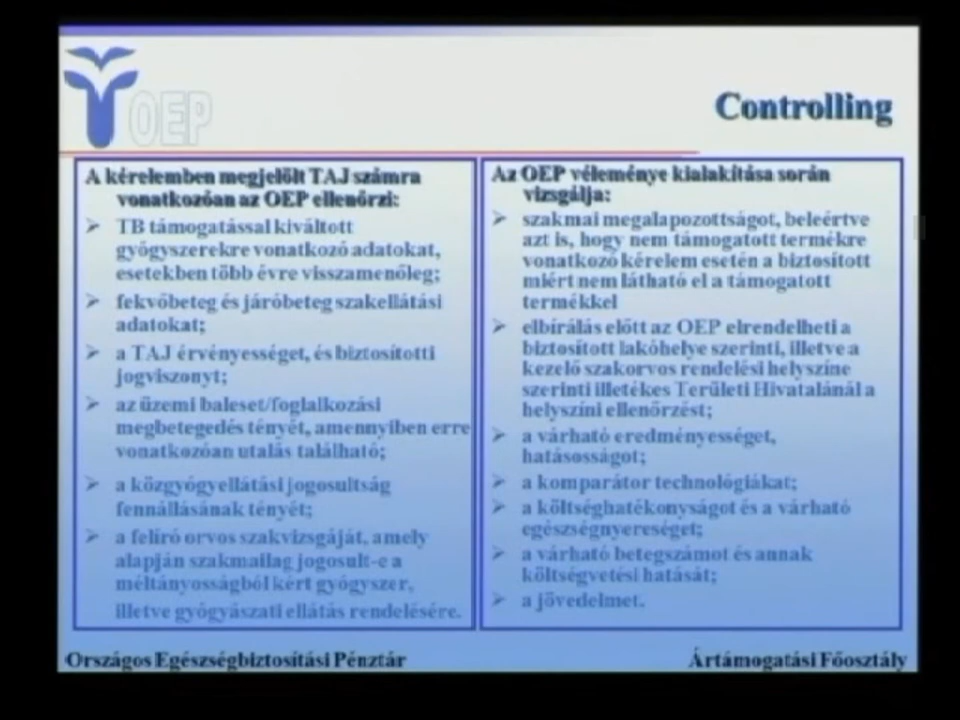 OEP
Controlling
A kérelemben megjelölt TAJ számra
vonatkozóan az OEP ellenőrzi:
TB támogatással kiváltott
gyógyszerekre vonatkozó adatokat,
esetekben több évre visszamenőleg;
fekvőbeteg és járóbeteg szakellátási
adatokat;
a TAJ érvényességet, és biztosítotti
jogviszonyt;
az üzemi baleset/foglalkozási
megbetegedés tényét, amennyiben erre
vonatkozóan utalás található;
a közgyógyellátási jogosultság
fennállásának tényét;
a felíró orvos szakvizsgáját, amely
alapján szakmailag jogosult-e a
méltányosságból kért gyógyszer,
illetve gyógyászati ellátás rendelésére.
Az OEP véleménye kialakítása során
vizsgálja:
szakmai megalapozottságot, beleértve
azt is, hogy nem támogatott termékre
vonatkozó kérelem esetén a biztosított
miért nem látható el a támogatott
termékkel
elbírálás előtt az OEP elrendelheti a
biztosított lakóhelye szerinti, illetve a
kezelő szakorvos rendelési helyszíne
szerinti illetékes Területi Hivatalánál a
helyszíni ellenőrzést;
a várható eredményességet,
hatásosságot;
a komparátor technológiákat;
a költséghatékonyságot és a várható
egészségnyereséget;
a várható betegszámot és annak
költségvetési hatását;
a jövedelmet.
Országos Egészségbiztosítási Pénztár
Ártámogatási Főosztály